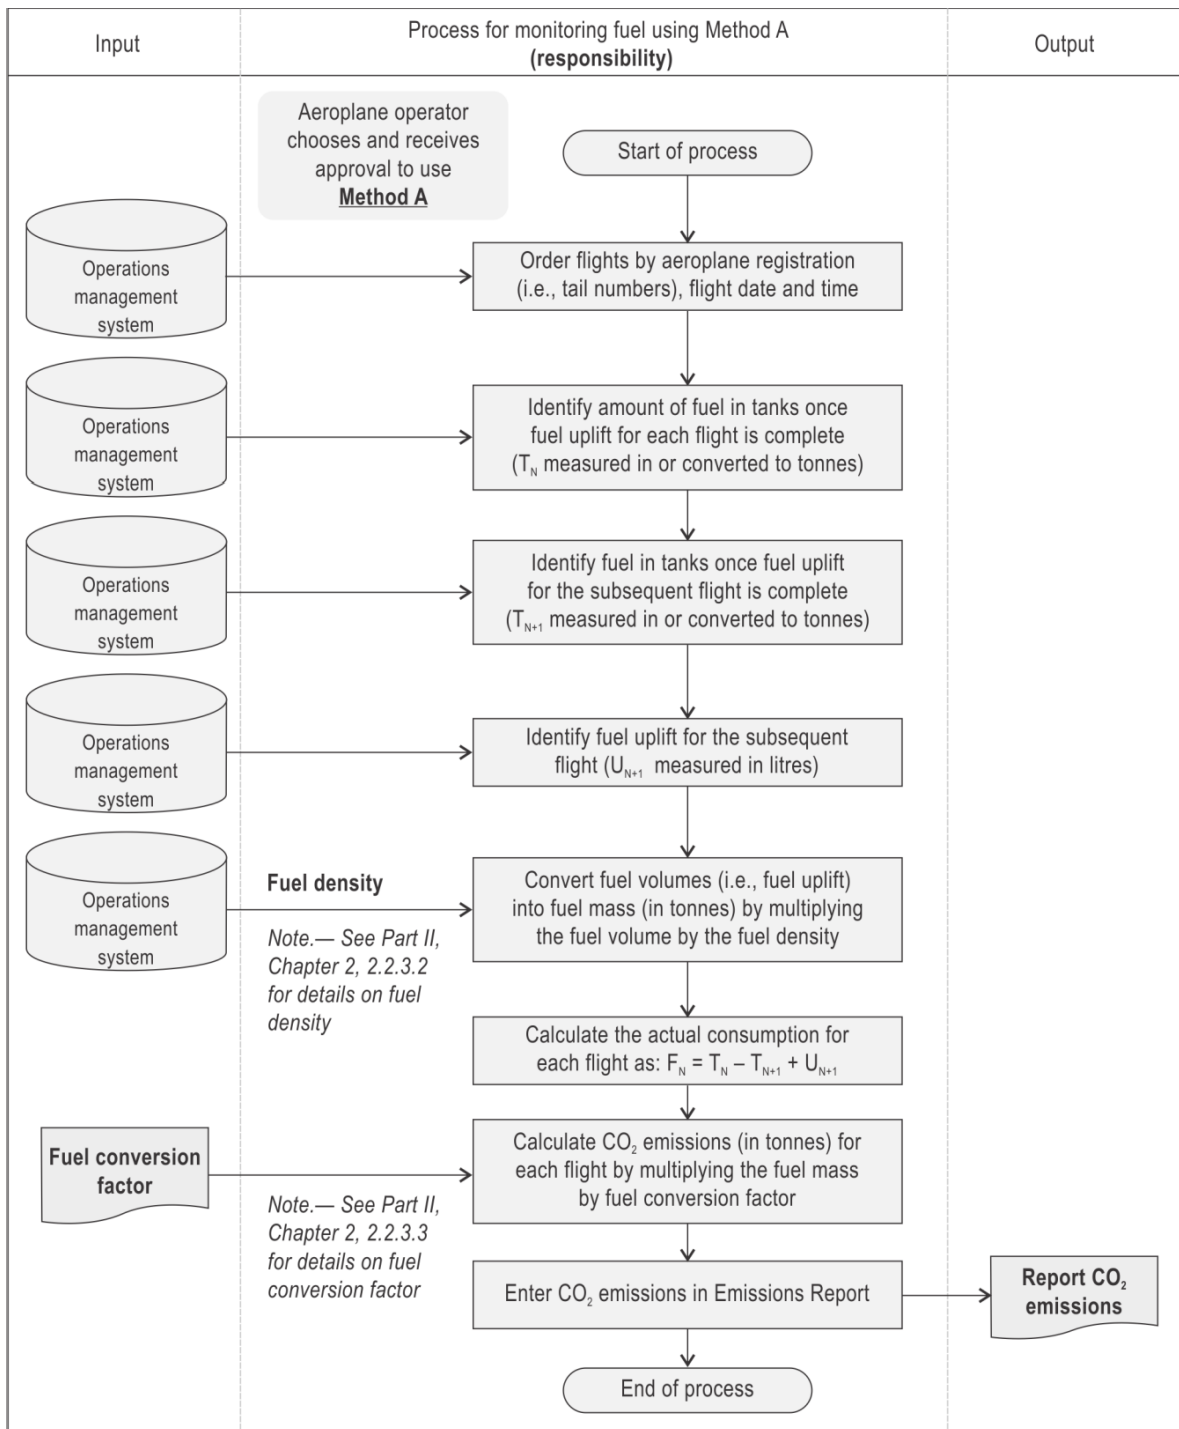 Input
Process for monitoring fuel using Method A
(responsibility)
Output
Aeroplane operator
chooses and receives
approval to use
Method A
Start of process
Operations
management
system
Order flights by aeroplane registration
(i.e., tail numbers), flight date and time
Operations
management
system
Identify amount of fuel in tanks once
fuel uplift for each flight is complete
(T_N measured in or converted to tonnes)
Operations
management
system
Identify fuel in tanks once fuel uplift
for the subsequent flight is complete
(T_N+1 measured in or converted to tonnes)
Operations
management
system
Identify fuel uplift for the subsequent
flight (U_N+1 measured in litres)
Operations
management
system
Fuel density
Note.— See Part II,
Chapter 2, 2.2.3.2
for details on fuel
density
Convert fuel volumes (i.e., fuel uplift)
into fuel mass (in tonnes) by multiplying
the fuel volume by the fuel density
Calculate the actual consumption for
each flight as: F_N = T_N – T_N+1 + U_N+1
Fuel conversion
factor
Note.— See Part II,
Chapter 2, 2.2.3.3
for details on fuel
conversion factor
Calculate CO₂ emissions (in tonnes) for
each flight by multiplying the fuel mass
by fuel conversion factor
Enter CO₂ emissions in Emissions Report
Report CO₂
emissions
End of process